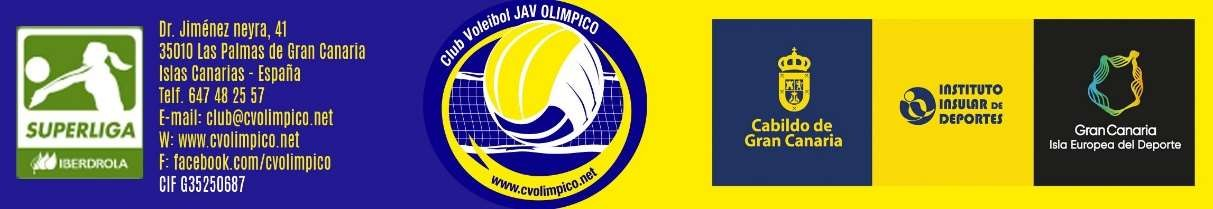 SUPERLIGA
IBERDROLA
Dr. Jiménez neyra, 41
35010 Las Palmas de Gran Canaria
Islas Canarias - España
Telf. 647 48 25 57
E-mail: club@cvolimpico.net
W: www.cvolimpico.net
F: facebook.com/cvolimpico
CIF G35250687
Club Voleibol JAV OLIMPICO
www.cvolimpico.net
Cabildo de
Gran Canaria
INSTITUTO
INSULAR DE
DEPORTES
Gran Canaria
Isla Europea del Deporte